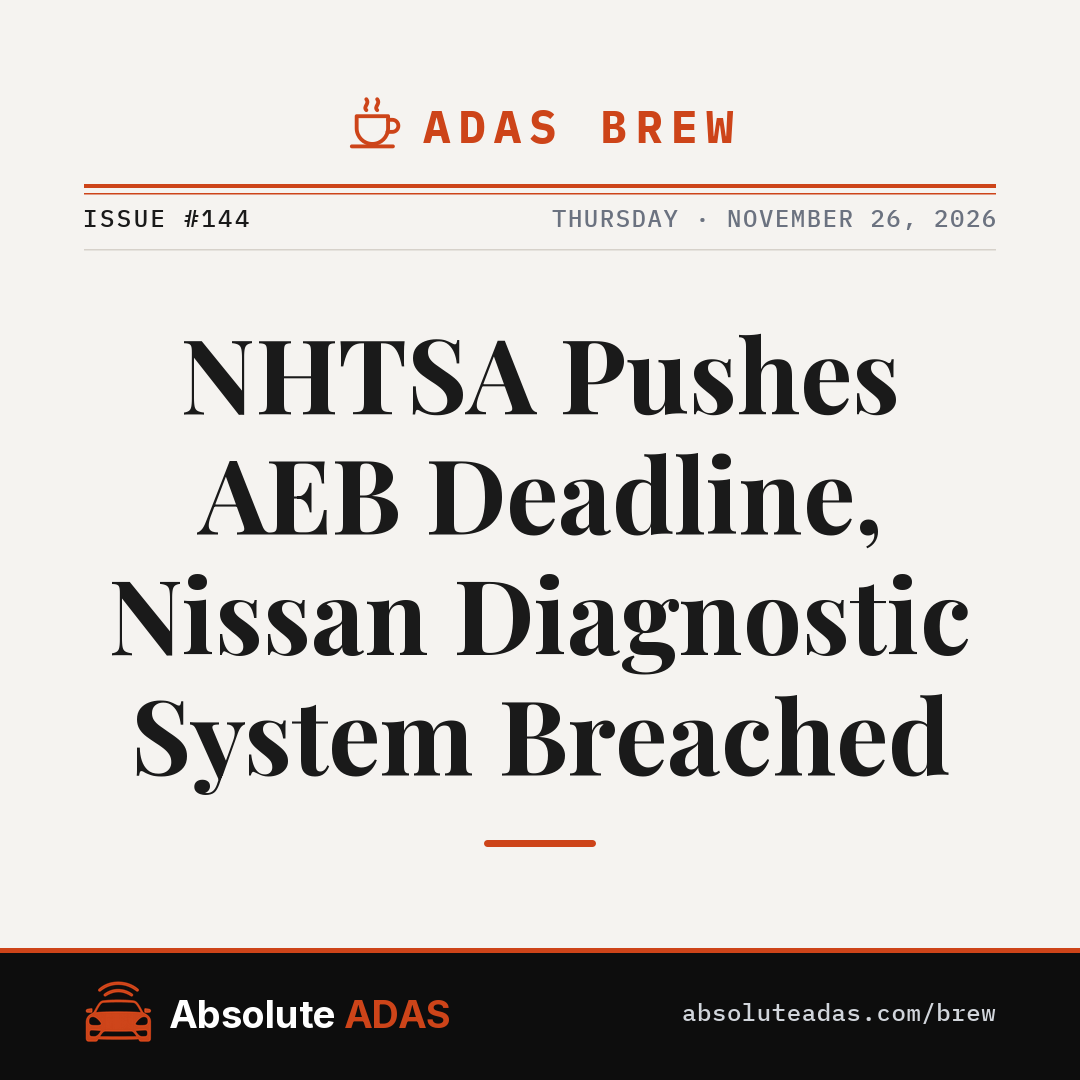 ADAS BREW
ISSUE #144
THURSDAY · NOVEMBER 26, 2026
NHTSA Pushes
AEB Deadline,
Nissan Diagnostic
System Breached
Absolute ADAS
absoluteadas.com/brew